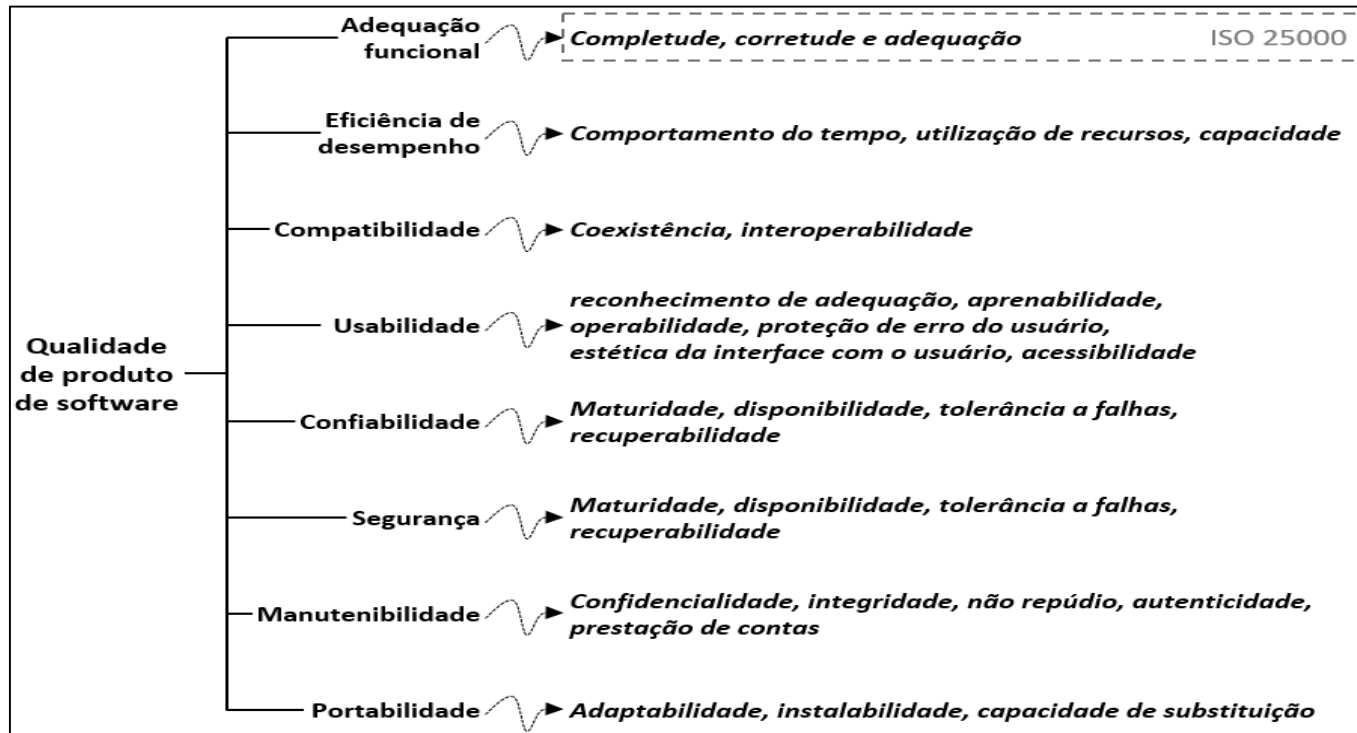 Qualidade
de produto
de software
Adequação
funcional
Completude, corretude e adequação
ISO 25000
Eficiência de
desempenho
Comportamento do tempo, utilização de recursos, capacidade
Compatibilidade
Coexistência, interoperabilidade
Usabilidade
reconhecimento de adequação, aprenabilidade,
operabilidade, proteção de erro do usuário,
estética da interface com o usuário, acessibilidade
Confiabilidade
Maturidade, disponibilidade, tolerância a falhas,
recuperabilidade
Segurança
Maturidade, disponibilidade, tolerância a falhas,
recuperabilidade
Manutenibilidade
Confidencialidade, integridade, não repúdio, autenticidade,
prestação de contas
Portabilidade
Adaptabilidade, instalabilidade, capacidade de substituição